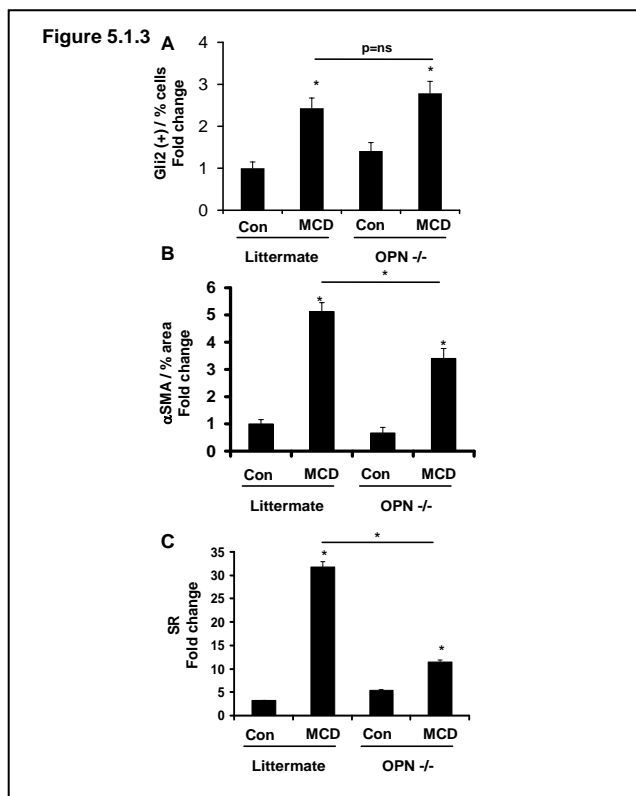 Figure 5.1.3
A
p=ns
Gli2 (+) / % cells
Fold change
4
3
2
1
0
*
*
Con
MCD
Con
MCD
Littermate
OPN -/-
B
*
αSMA / % area
Fold change
6
5
4
3
2
1
0
*
*
Con
MCD
Con
MCD
Littermate
OPN -/-
C
*
SR
Fold change
35
30
25
20
15
10
5
0
*
*
Con
MCD
Con
MCD
Littermate
OPN -/-